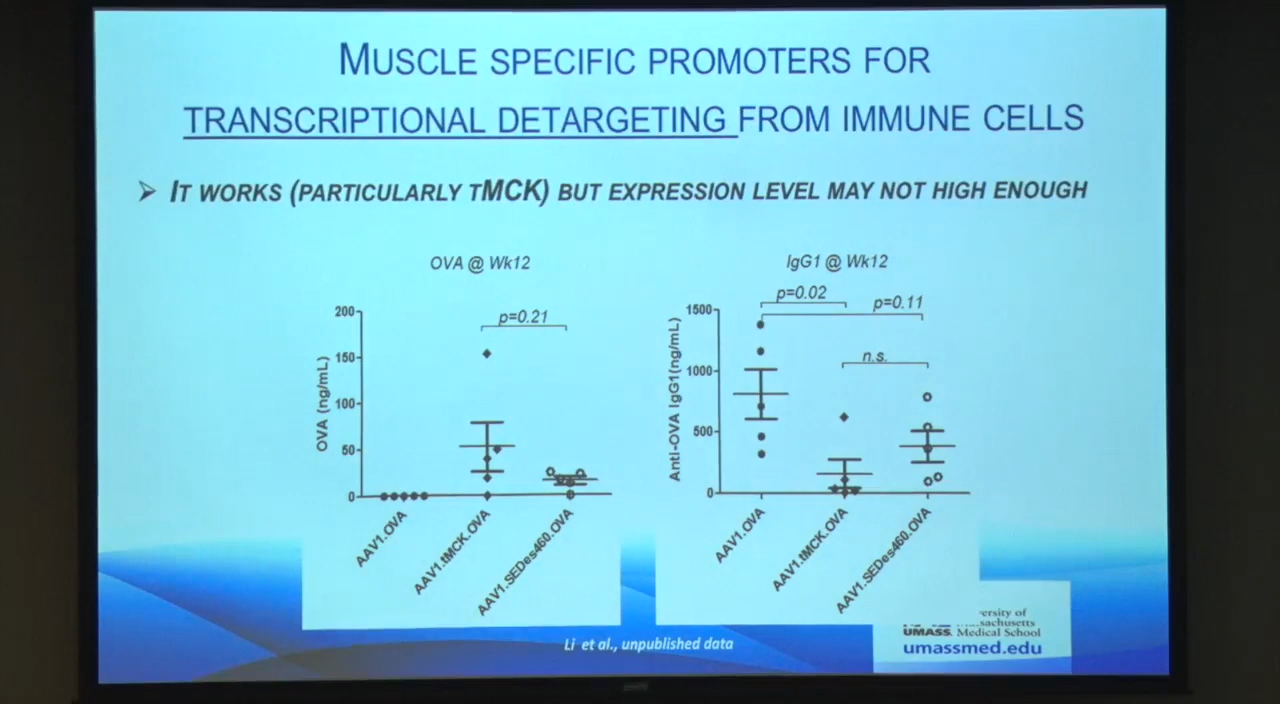 MUSCLE SPECIFIC PROMOTERS FOR
TRANSCRIPTIONAL DETARGETING FROM IMMUNE CELLS
➢ IT WORKS (PARTICULARLY TMCK) BUT EXPRESSION LEVEL MAY NOT HIGH ENOUGH
OVA @ Wk12
p=0.21
OVA (ng/mL)
200
150
100
50
0
AAV1.OVA
AAV1.tMCK.OVA
AAV1.SEDes460.OVA
IgG1 @ Wk12
p=0.02
p=0.11
n.s.
Anti-OVA IgG1(ng/mL)
1500
1000
500
0
AAV1.OVA
AAV1.tMCK.OVA
AAV1.SEDes460.OVA
Li et al., unpublished data
of
UMASS. Medical School
umassmed.edu